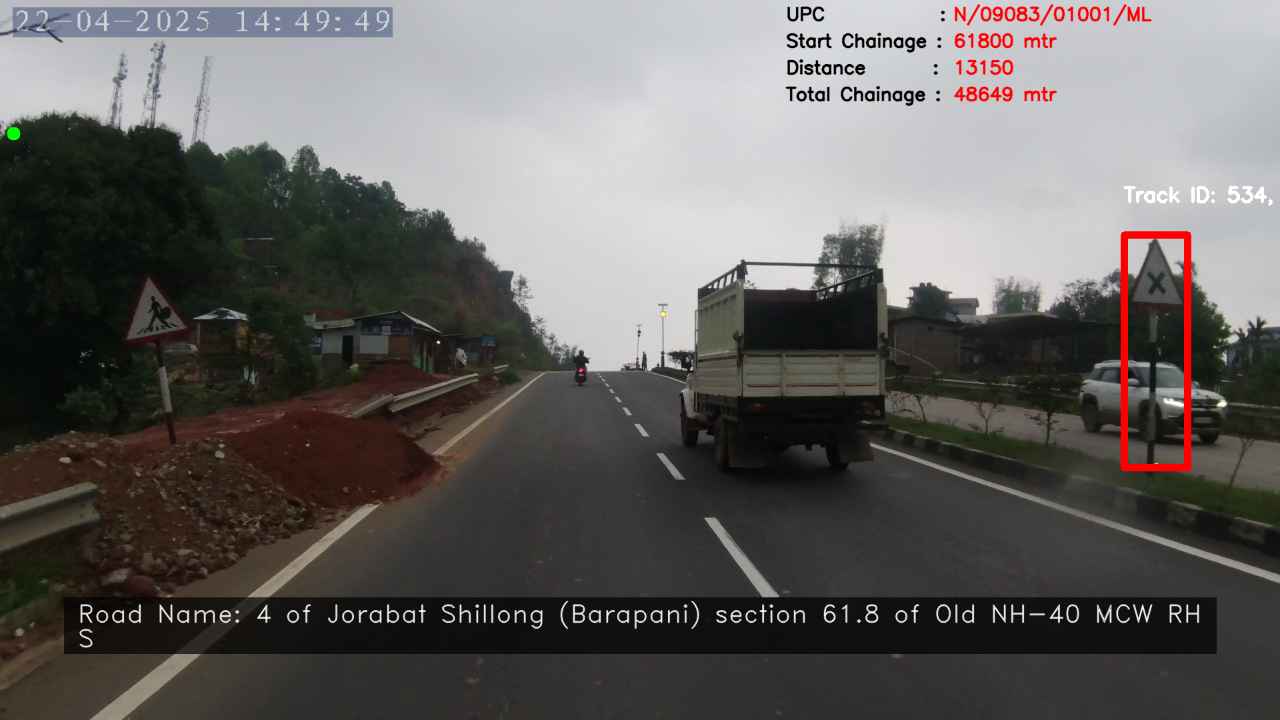 22-04-2025 14:49:49
UPC : N/09083/01001/ML
Start Chainage : 61800 mtr
Distance : 13150
Total Chainage : 48649 mtr
Track ID: 534,
Road Name: 4 of Jorabat Shillong (Barapani) section 61.8 of Old NH-40 MCW RH
S